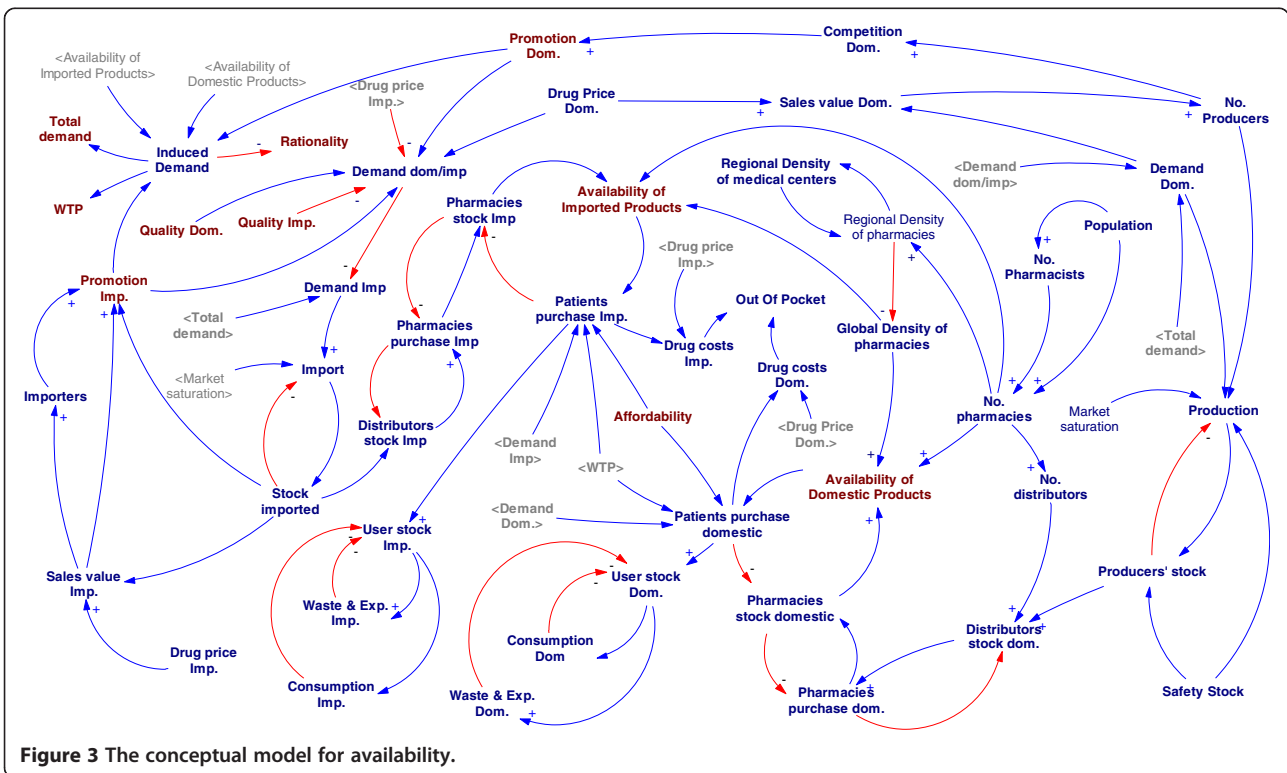 Promotion
Dom.
Competition
Dom.
<Availability of
Imported Products>
<Availability of
Domestic Products>
<Drug price
Imp.>
Drug Price
Dom.
Sales value Dom.
No.
Producers
Total
demand
Induced
Demand
Rationality
WTP
Demand dom/imp
Quality Dom.
Quality Imp.
Pharmacies
stock Imp
Availability of
Imported Products
Regional Density
of medical centers
Regional Density
of pharmacies
<Demand
dom/imp>
Demand
Dom.
Population
No.
Pharmacists
Promotion
Imp.
Demand Imp
<Total
demand>
<Drug price
Imp.>
Out Of Pocket
Patients
purchase Imp.
Pharmacies
purchase Imp
Drug costs
Imp.
Global Density of
pharmacies
<Total
demand>
Import
<Market
saturation>
Importers
Drug costs
Dom.
No.
pharmacies
Market
saturation
Production
Distributors
stock Imp
Affordability
<Demand
Imp>
<WTP>
<Drug Price
Dom.>
Stock
imported
Availability of
Domestic Products
No.
distributors
<Demand
Dom.>
Patients purchase
domestic
User stock
Imp.
Sales value
Imp.
User stock
Dom.
Producers' stock
Waste & Exp.
Imp.
Pharmacies
stock domestic
Consumption
Dom
Distributors
stock dom.
Drug price
Imp.
Consumption
Imp.
Waste & Exp.
Dom.
Pharmacies
purchase dom.
Safety Stock
Figure 3 The conceptual model for availability.